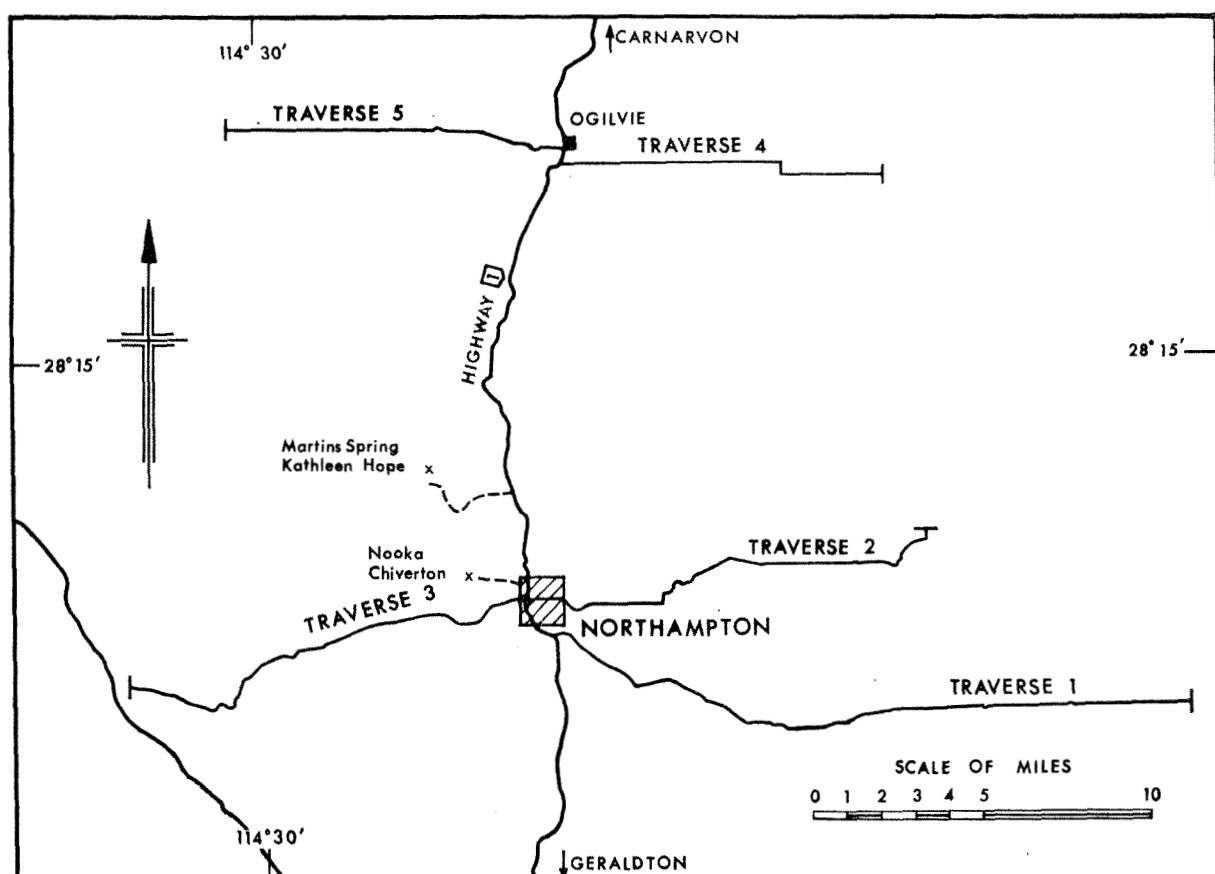 CARNARVON
114° 30′
TRAVERSE 5
OGILVIE
TRAVERSE 4
HIGHWAY 1
28° 15′
28° 15′
Martins Spring
Kathleen Hope
TRAVERSE 2
Nooka
Chiverton
TRAVERSE 3
NORTHAMPTON
TRAVERSE 1
SCALE OF MILES
0 1 2 3 4 5 10
114° 30′
GERALDTON